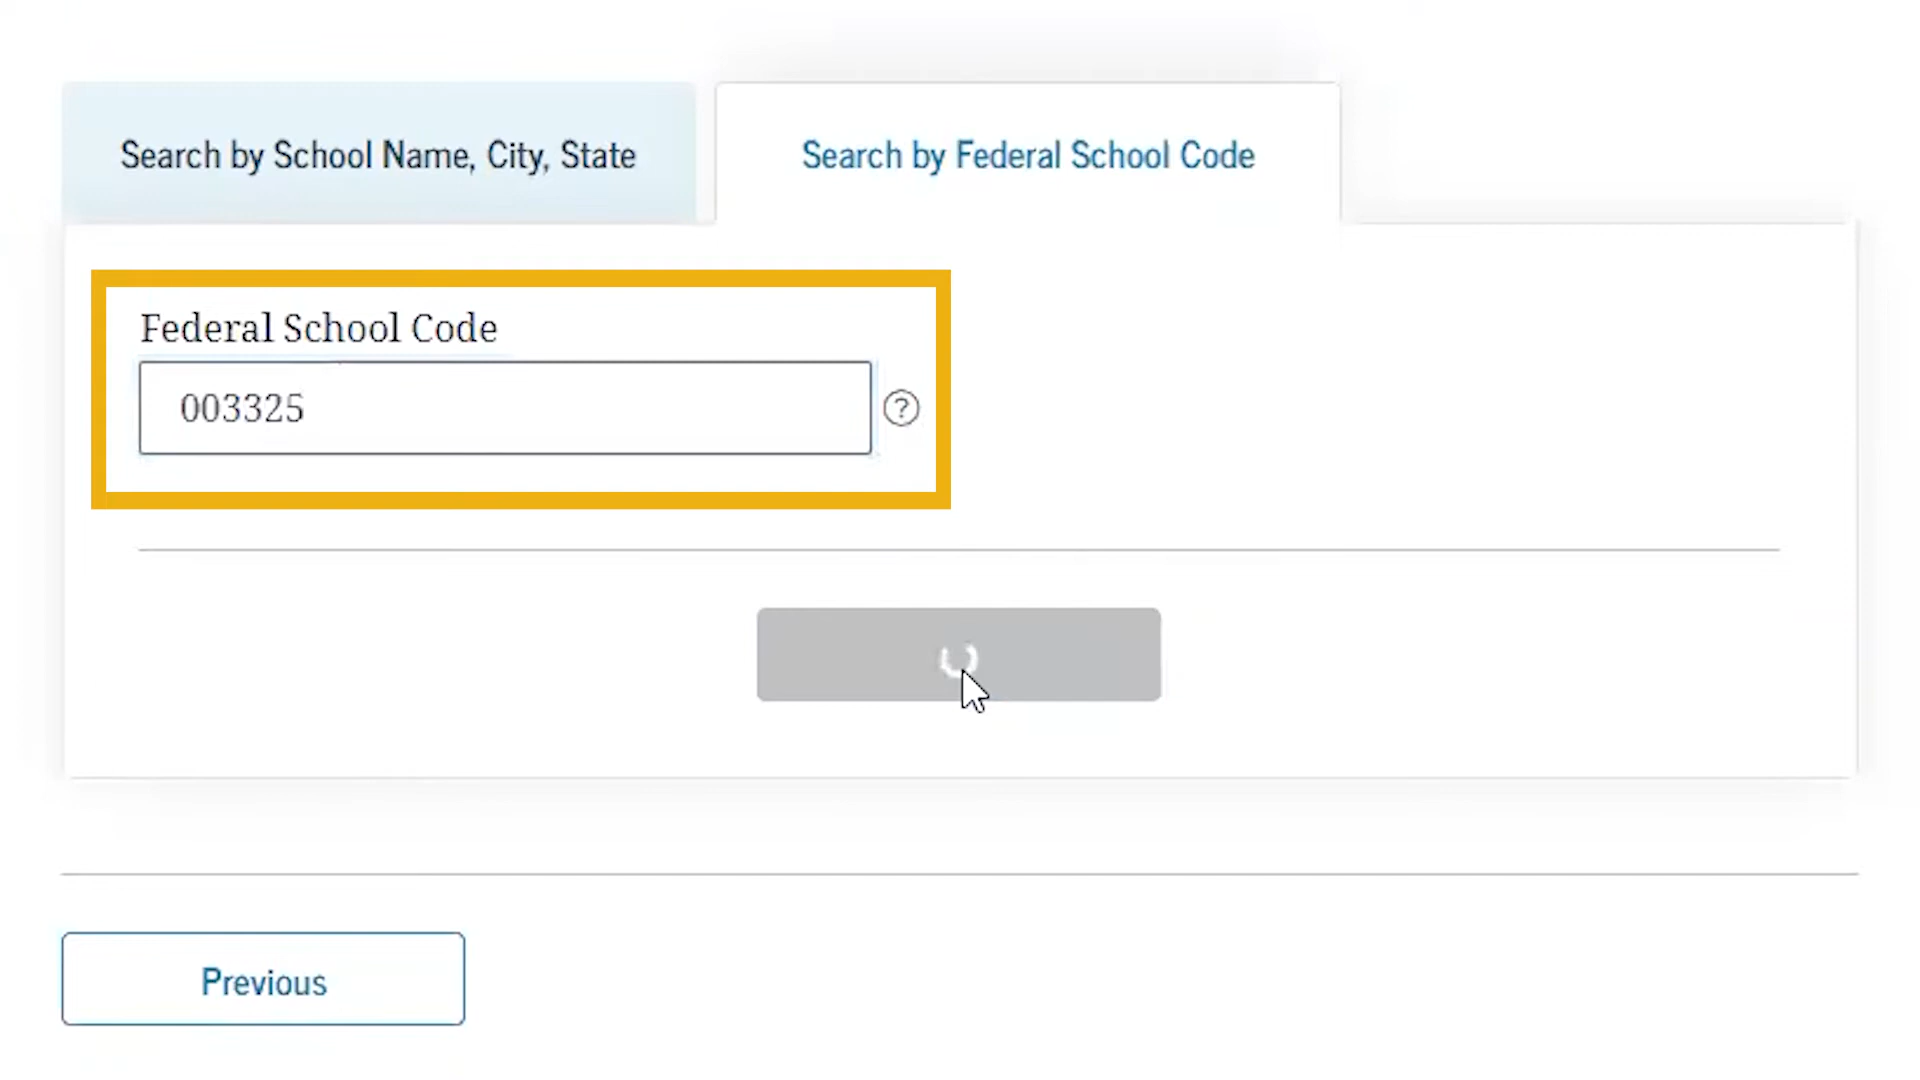 Search by School Name, City, State
Search by Federal School Code
Federal School Code
003325
?
Previous